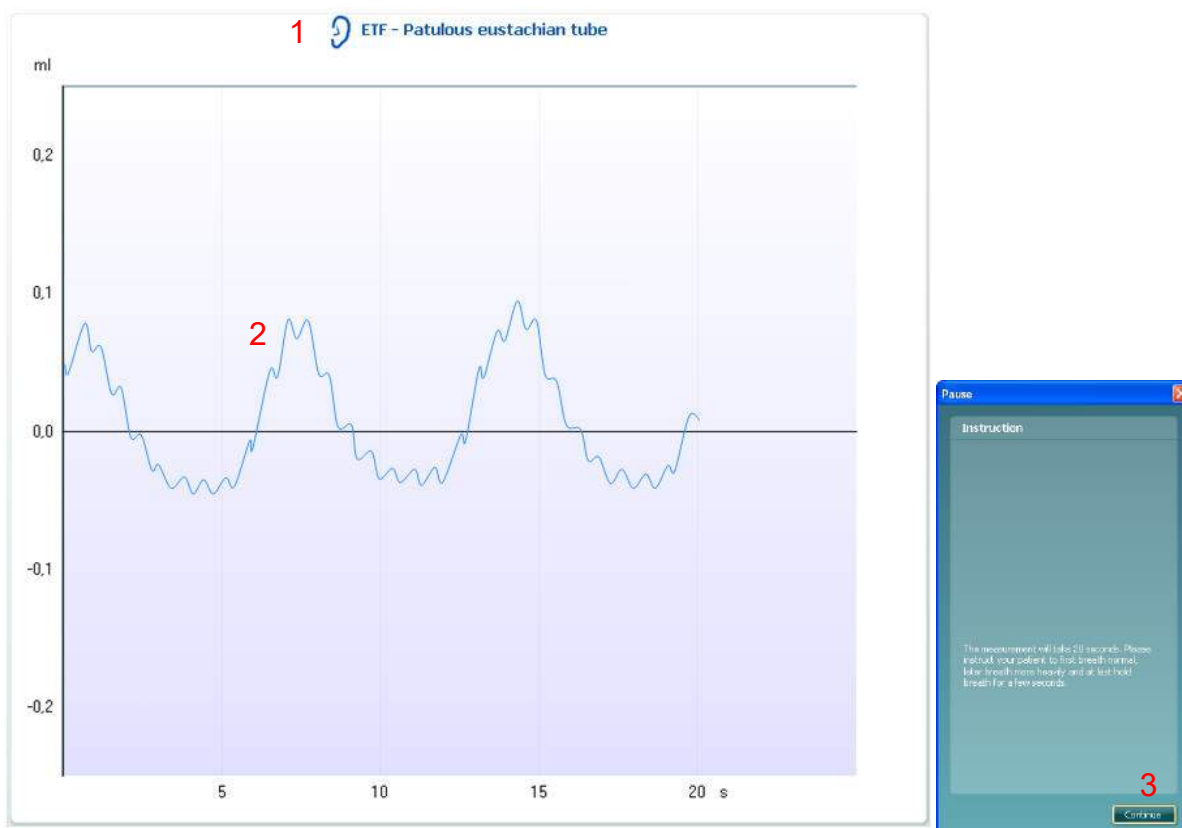 1 ETF - Patulous eustachian tube
ml
0,2
0,1
2
0,0
-0,1
-0,2
5 10 15 20 s
Pause
Instruction
The measurement will take 20 seconds. Please
instruct your patient to first breath normal,
later breath more heavily and at last hold
breath for a few seconds.
3
Continue